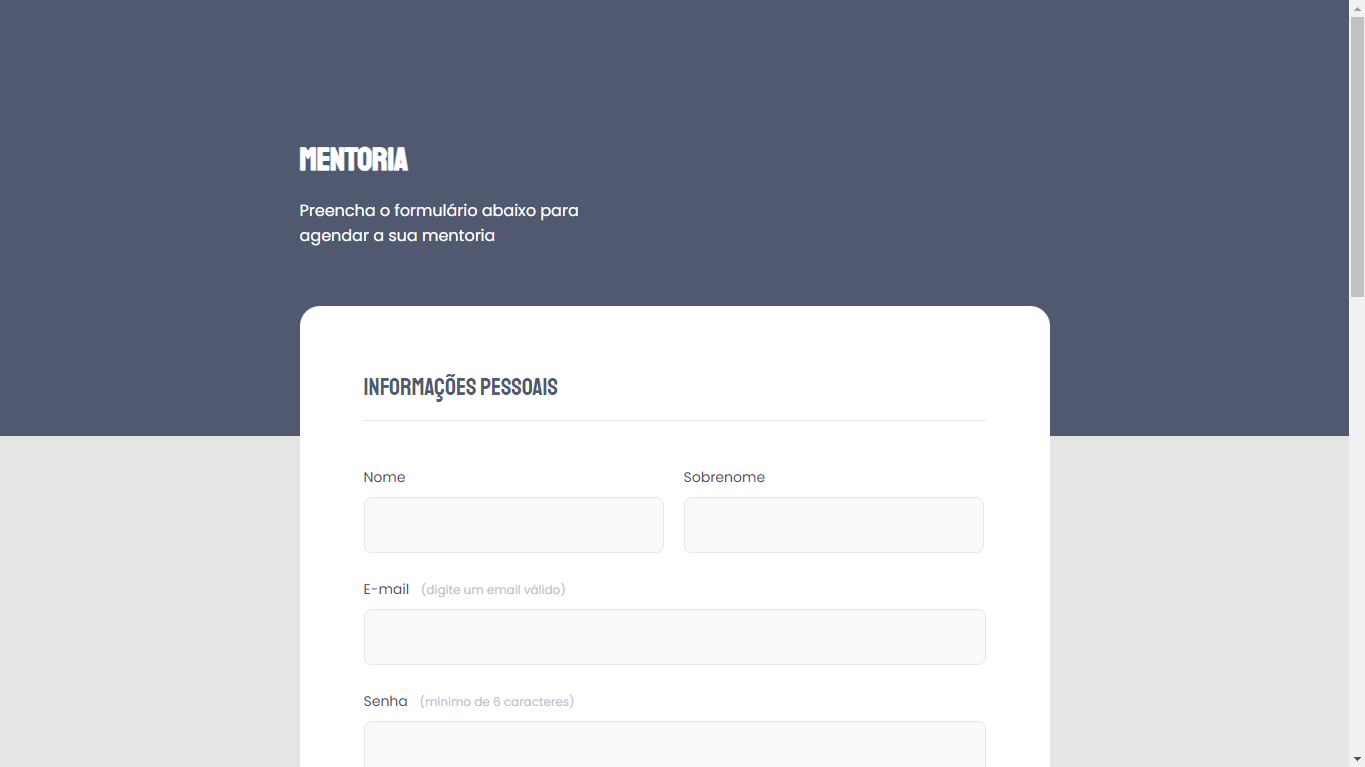 MENTORIA
Preencha o formulário abaixo para
agendar a sua mentoria
INFORMAÇÕES PESSOAIS
Nome
Sobrenome
E-mail (digite um email válido)
Senha (mínimo de 6 caracteres)